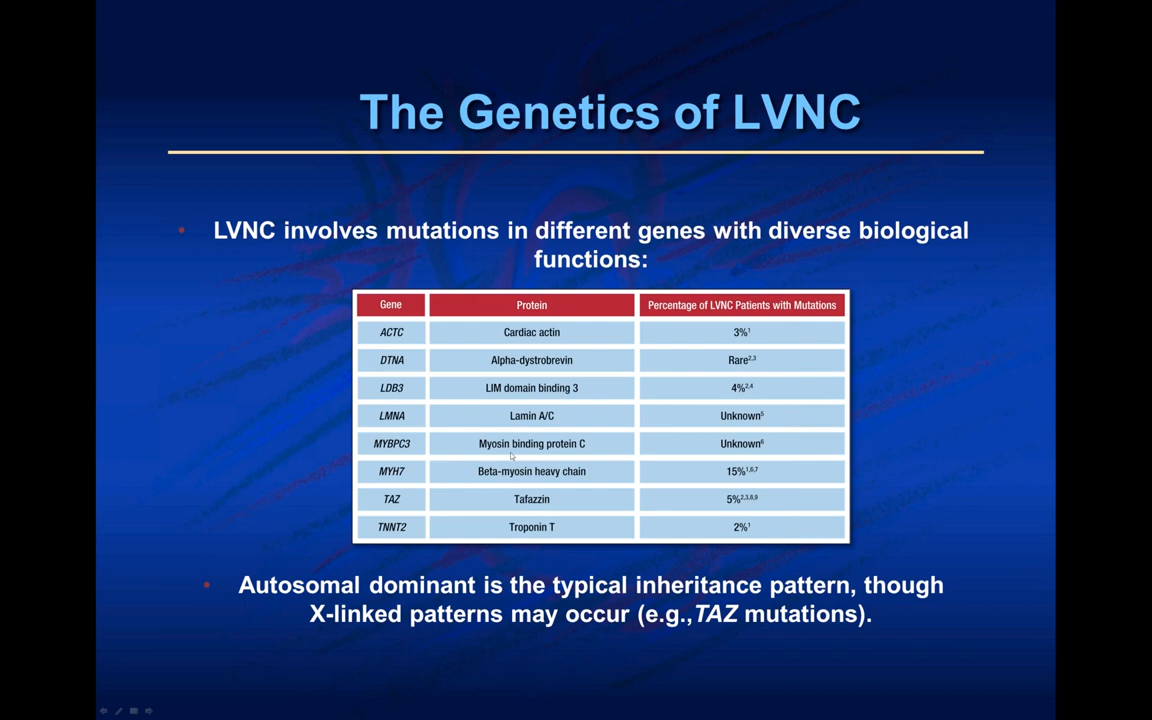 The Genetics of LVNC
• LVNC involves mutations in different genes with diverse biological
functions:
Gene Protein Percentage of LVNC Patients with Mutations
ACTC Cardiac actin 3%1
DTNA Alpha-dystrobrevin Rare2,3
LDB3 LIM domain binding 3 4%2,4
LMNA Lamin A/C Unknown5
MYBPC3 Myosin binding protein C Unknown6
MYH7 Beta-myosin heavy chain 15%1,6,7
TAZ Tafazzin 5%2,3,8,9
TNNT2 Troponin T 2%1
• Autosomal dominant is the typical inheritance pattern, though
X-linked patterns may occur (e.g.,TAZ mutations).